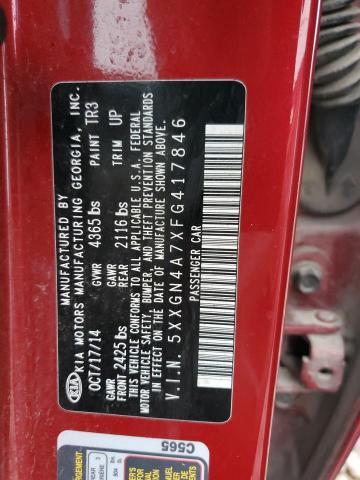 MANUFACTURED BY
KIA KIA MOTORS MANUFACTURING GEORGIA, INC.
OCT/17/14 GVWR 4365 lbs PAINT TR3
GAWR FRONT 2425 lbs GAWR REAR 2116 lbs TRIM UP
THIS VEHICLE CONFORMS TO ALL APPLICABLE U.S.A. FEDERAL
MOTOR VEHICLE SAFETY, BUMPER, AND THEFT PREVENTION STANDARDS
IN EFFECT ON THE DATE OF MANUFACTURE SHOWN ABOVE.
V.I.N. 5XXGN4A7XFG417846
PASSENGER CAR
C565